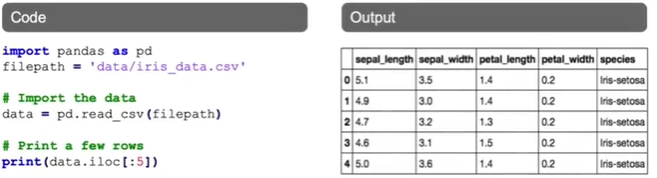 Code
import pandas as pd
filepath = 'data/iris_data.csv'
# Import the data
data = pd.read_csv(filepath)
# Print a few rows
print(data.iloc[:5])
Output
sepal_length sepal_width petal_length petal_width species
0 5.1 3.5 1.4 0.2 Iris-setosa
1 4.9 3.0 1.4 0.2 Iris-setosa
2 4.7 3.2 1.3 0.2 Iris-setosa
3 4.6 3.1 1.5 0.2 Iris-setosa
4 5.0 3.6 1.4 0.2 Iris-setosa